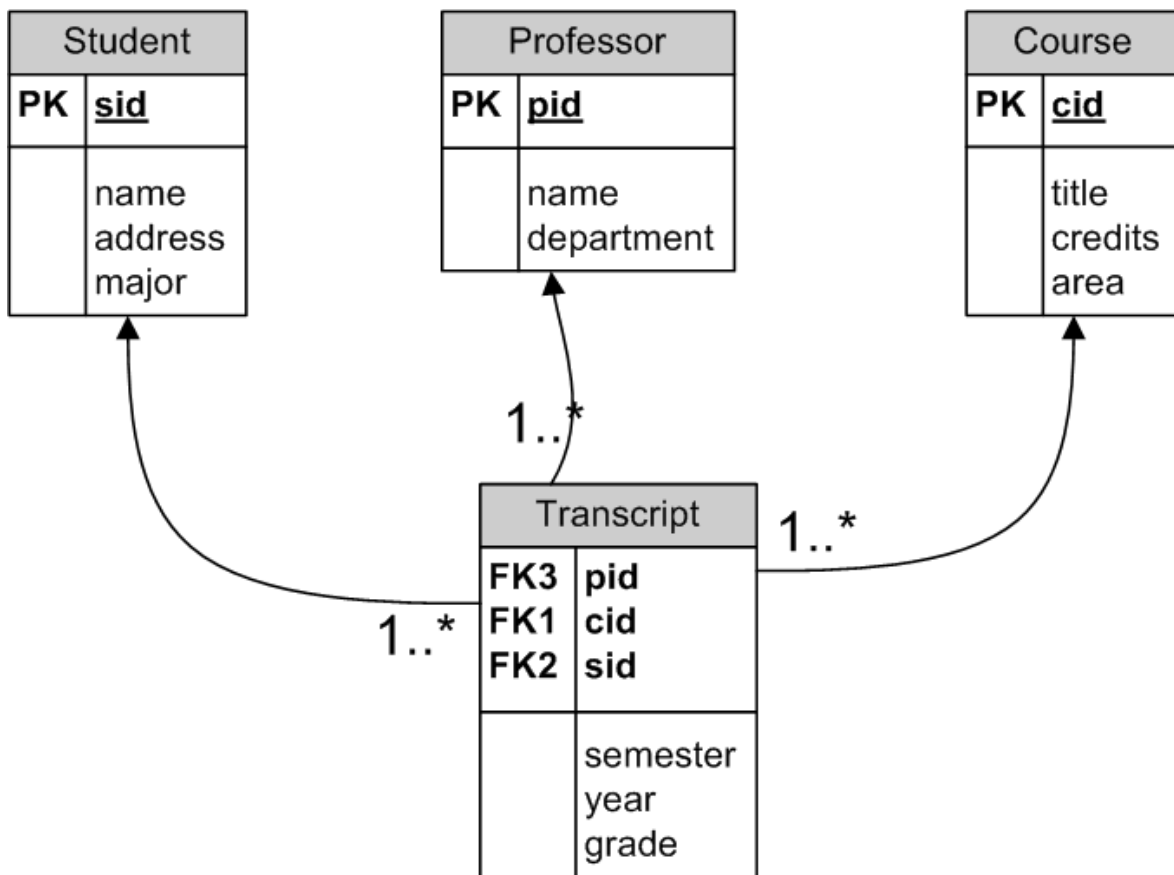 Student
PK sid
name
address
major
Professor
PK pid
name
department
Course
PK cid
title
credits
area
1..*
1..*
1..*
Transcript
FK3 pid
FK1 cid
FK2 sid
semester
year
grade